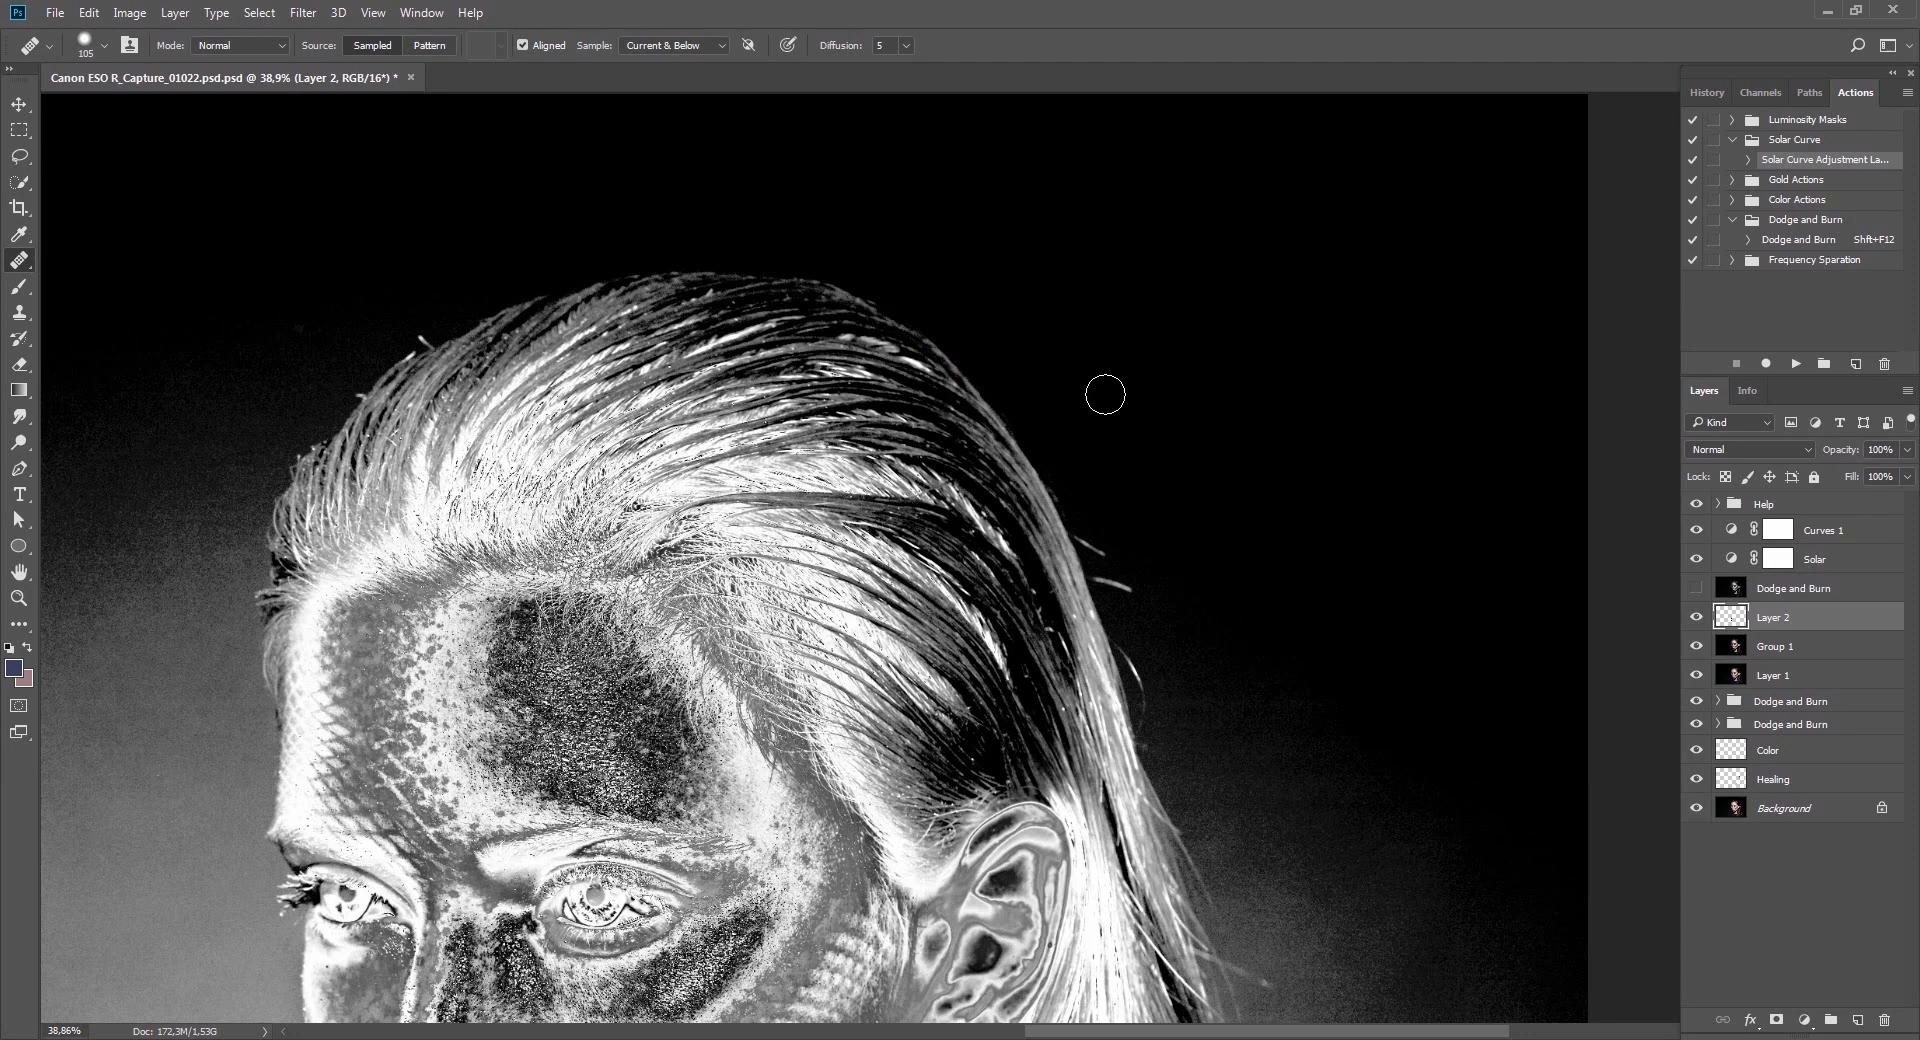 Ps File Edit Image Layer Type Select Filter 3D View Window Help
105 Mode: Normal Source: Sampled Pattern Aligned Sample: Current & Below Diffusion: 5
Canon ESO R_Capture_01022.psd.psd @ 38,9% (Layer 2, RGB/16*) *
History Channels Paths Actions
Luminosity Masks
Solar Curve
Solar Curve Adjustment La...
Gold Actions
Color Actions
Dodge and Burn
Dodge and Burn Shft+F12
Frequency Sparation
Layers Info
Kind
Normal Opacity: 100%
Lock: Fill: 100%
Help
Curves 1
Solar
Dodge and Burn
Layer 2
Group 1
Layer 1
Dodge and Burn
Dodge and Burn
Color
Healing
Background
38,86% Doc: 172,3M/1,53G
fx